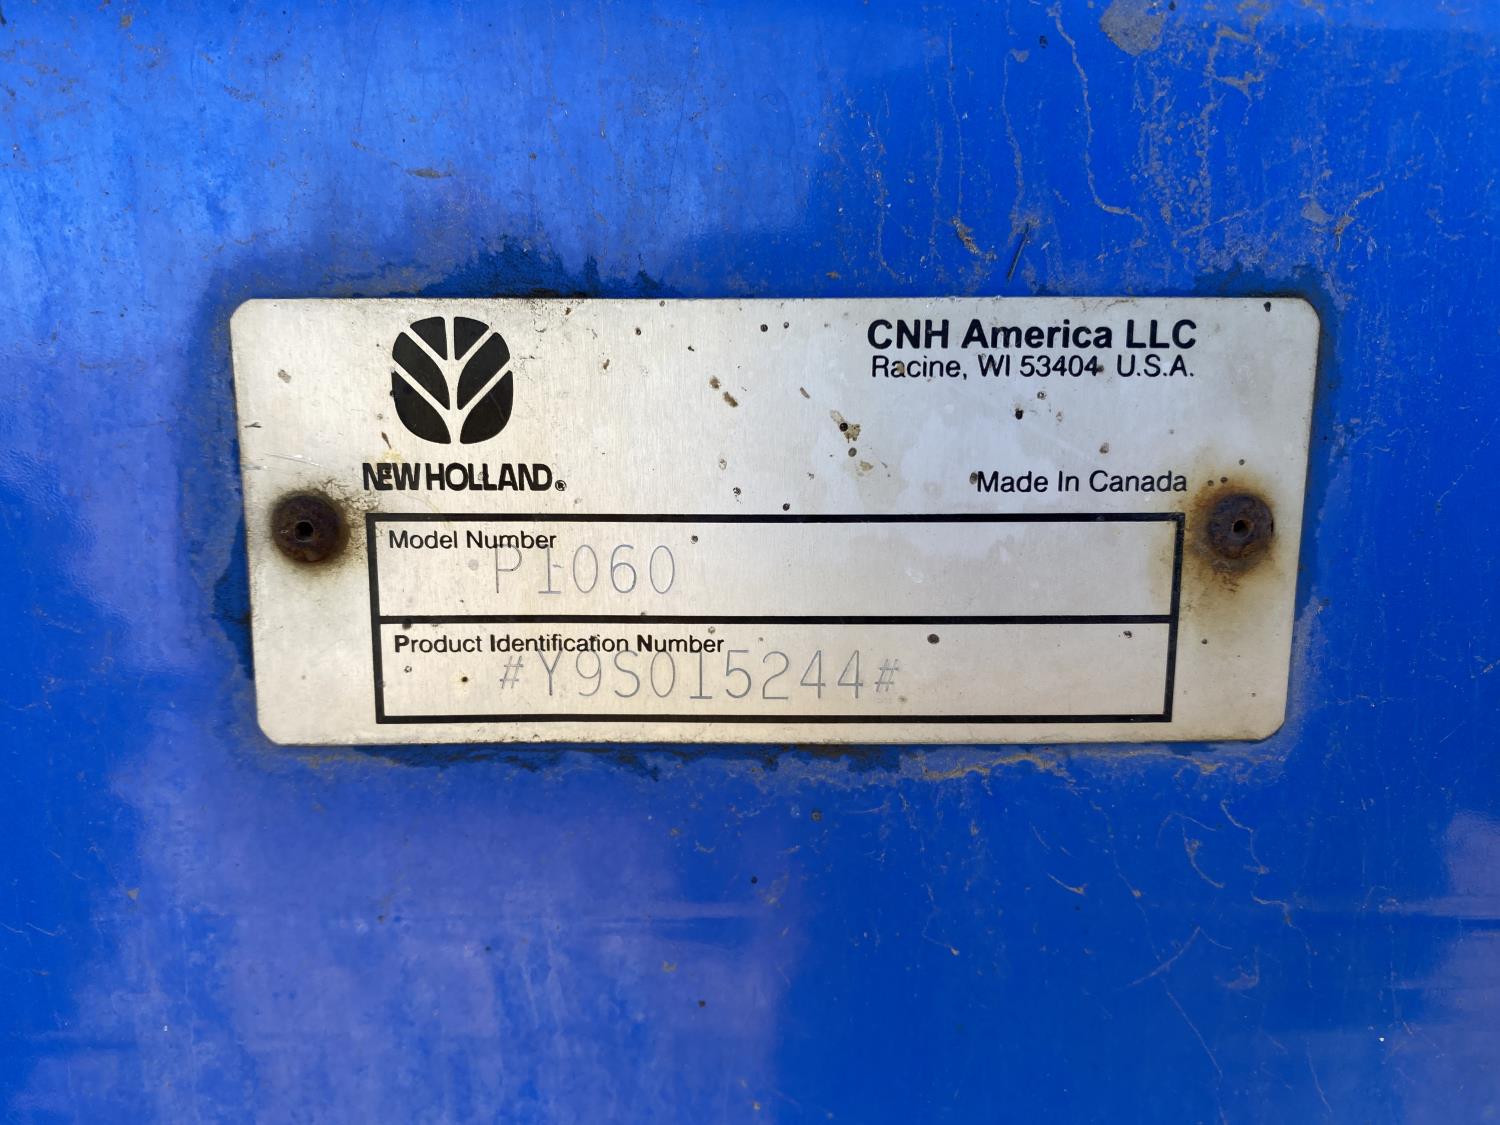 NEW HOLLAND®
CNH America LLC
Racine, WI 53404 U.S.A.
Made In Canada
Model Number
P1060
Product Identification Number
#Y9S015244#